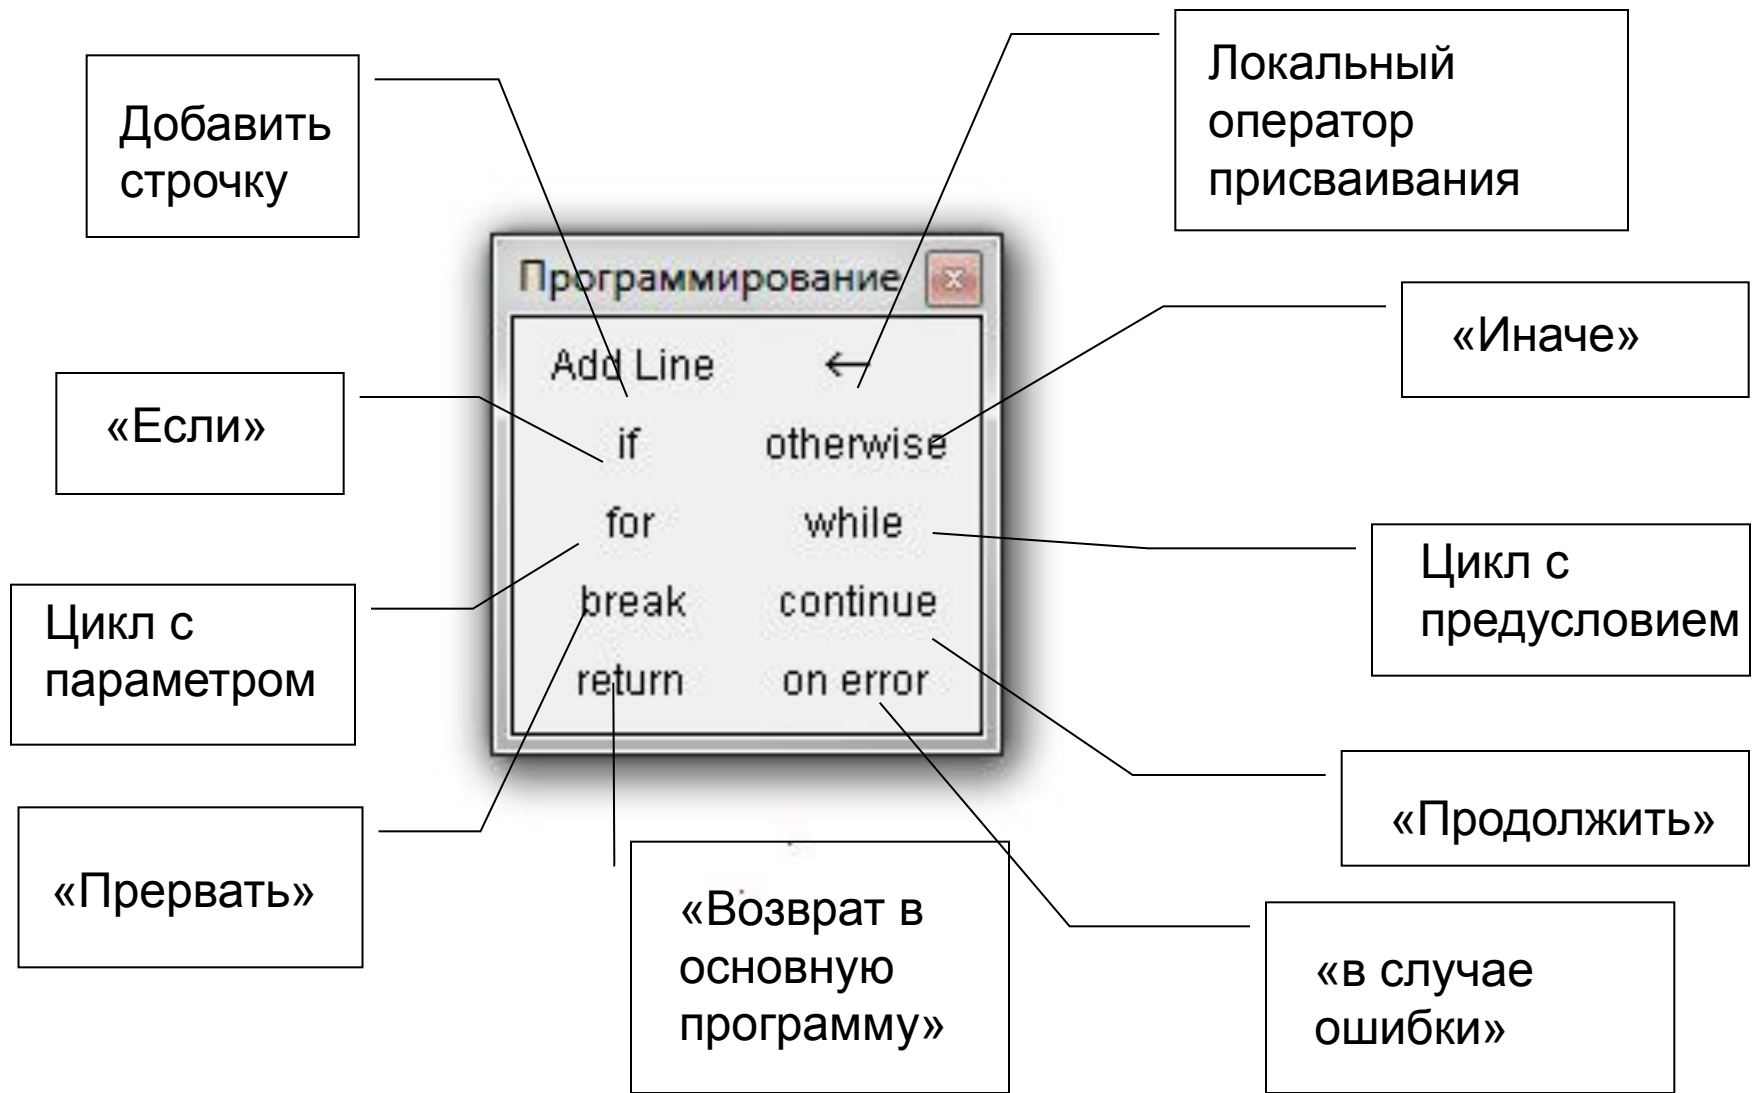 Локальный
оператор
присваивания
Добавить
строчку
Программирование
«Иначе»
Add Line ←
«Если»
if otherwise
for while
Цикл с
предусловием
break continue
Цикл с
параметром
return on error
«Продолжить»
«Прервать»
«Возврат в
основную
программу»
«в случае
ошибки»